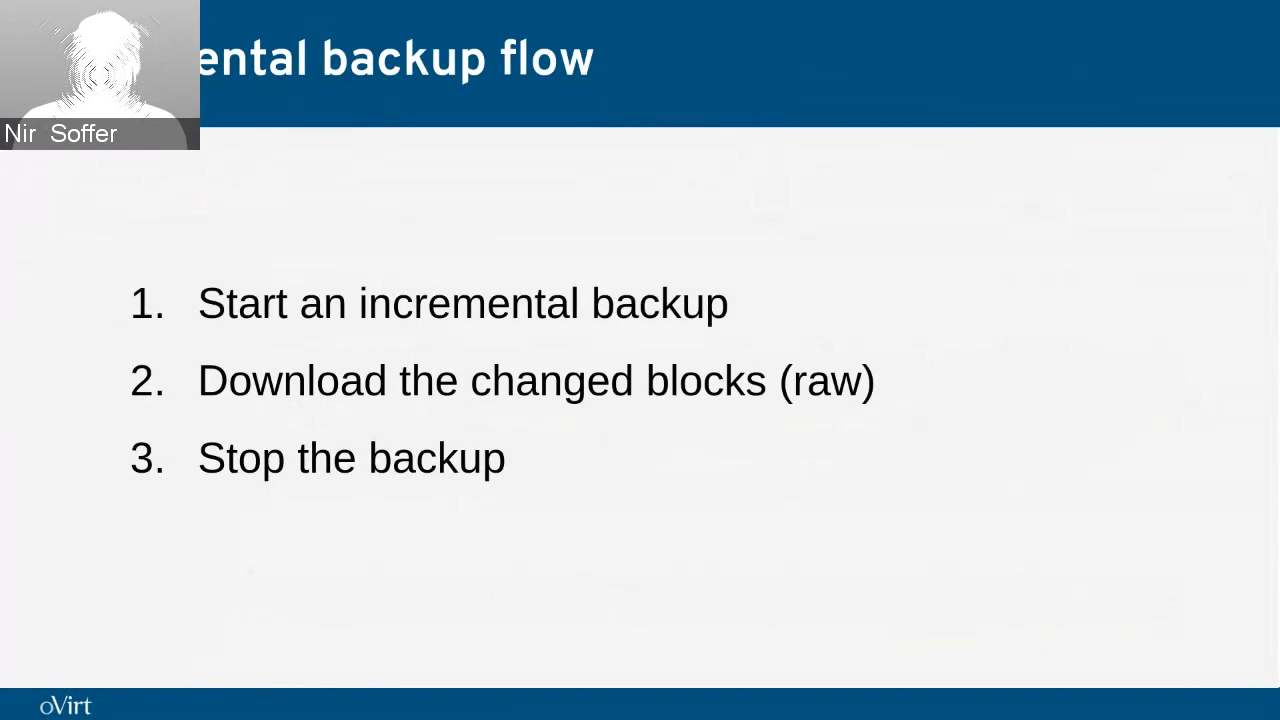 ental backup flow
Nir Soffer
1. Start an incremental backup
2. Download the changed blocks (raw)
3. Stop the backup
oVirt